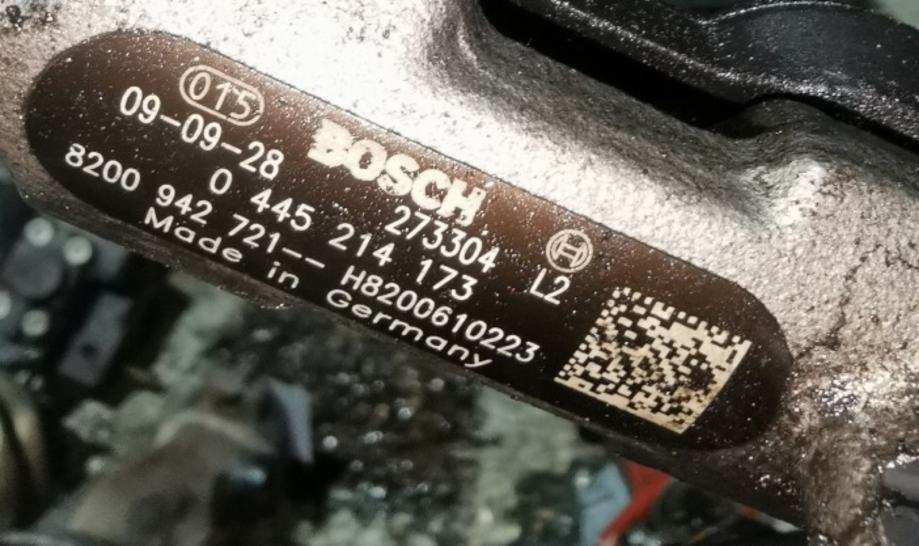 015
09-09-28 BOSCH
273304
0 445 214 173 L2
8200 942 721-- H8200610223
Made in Germany